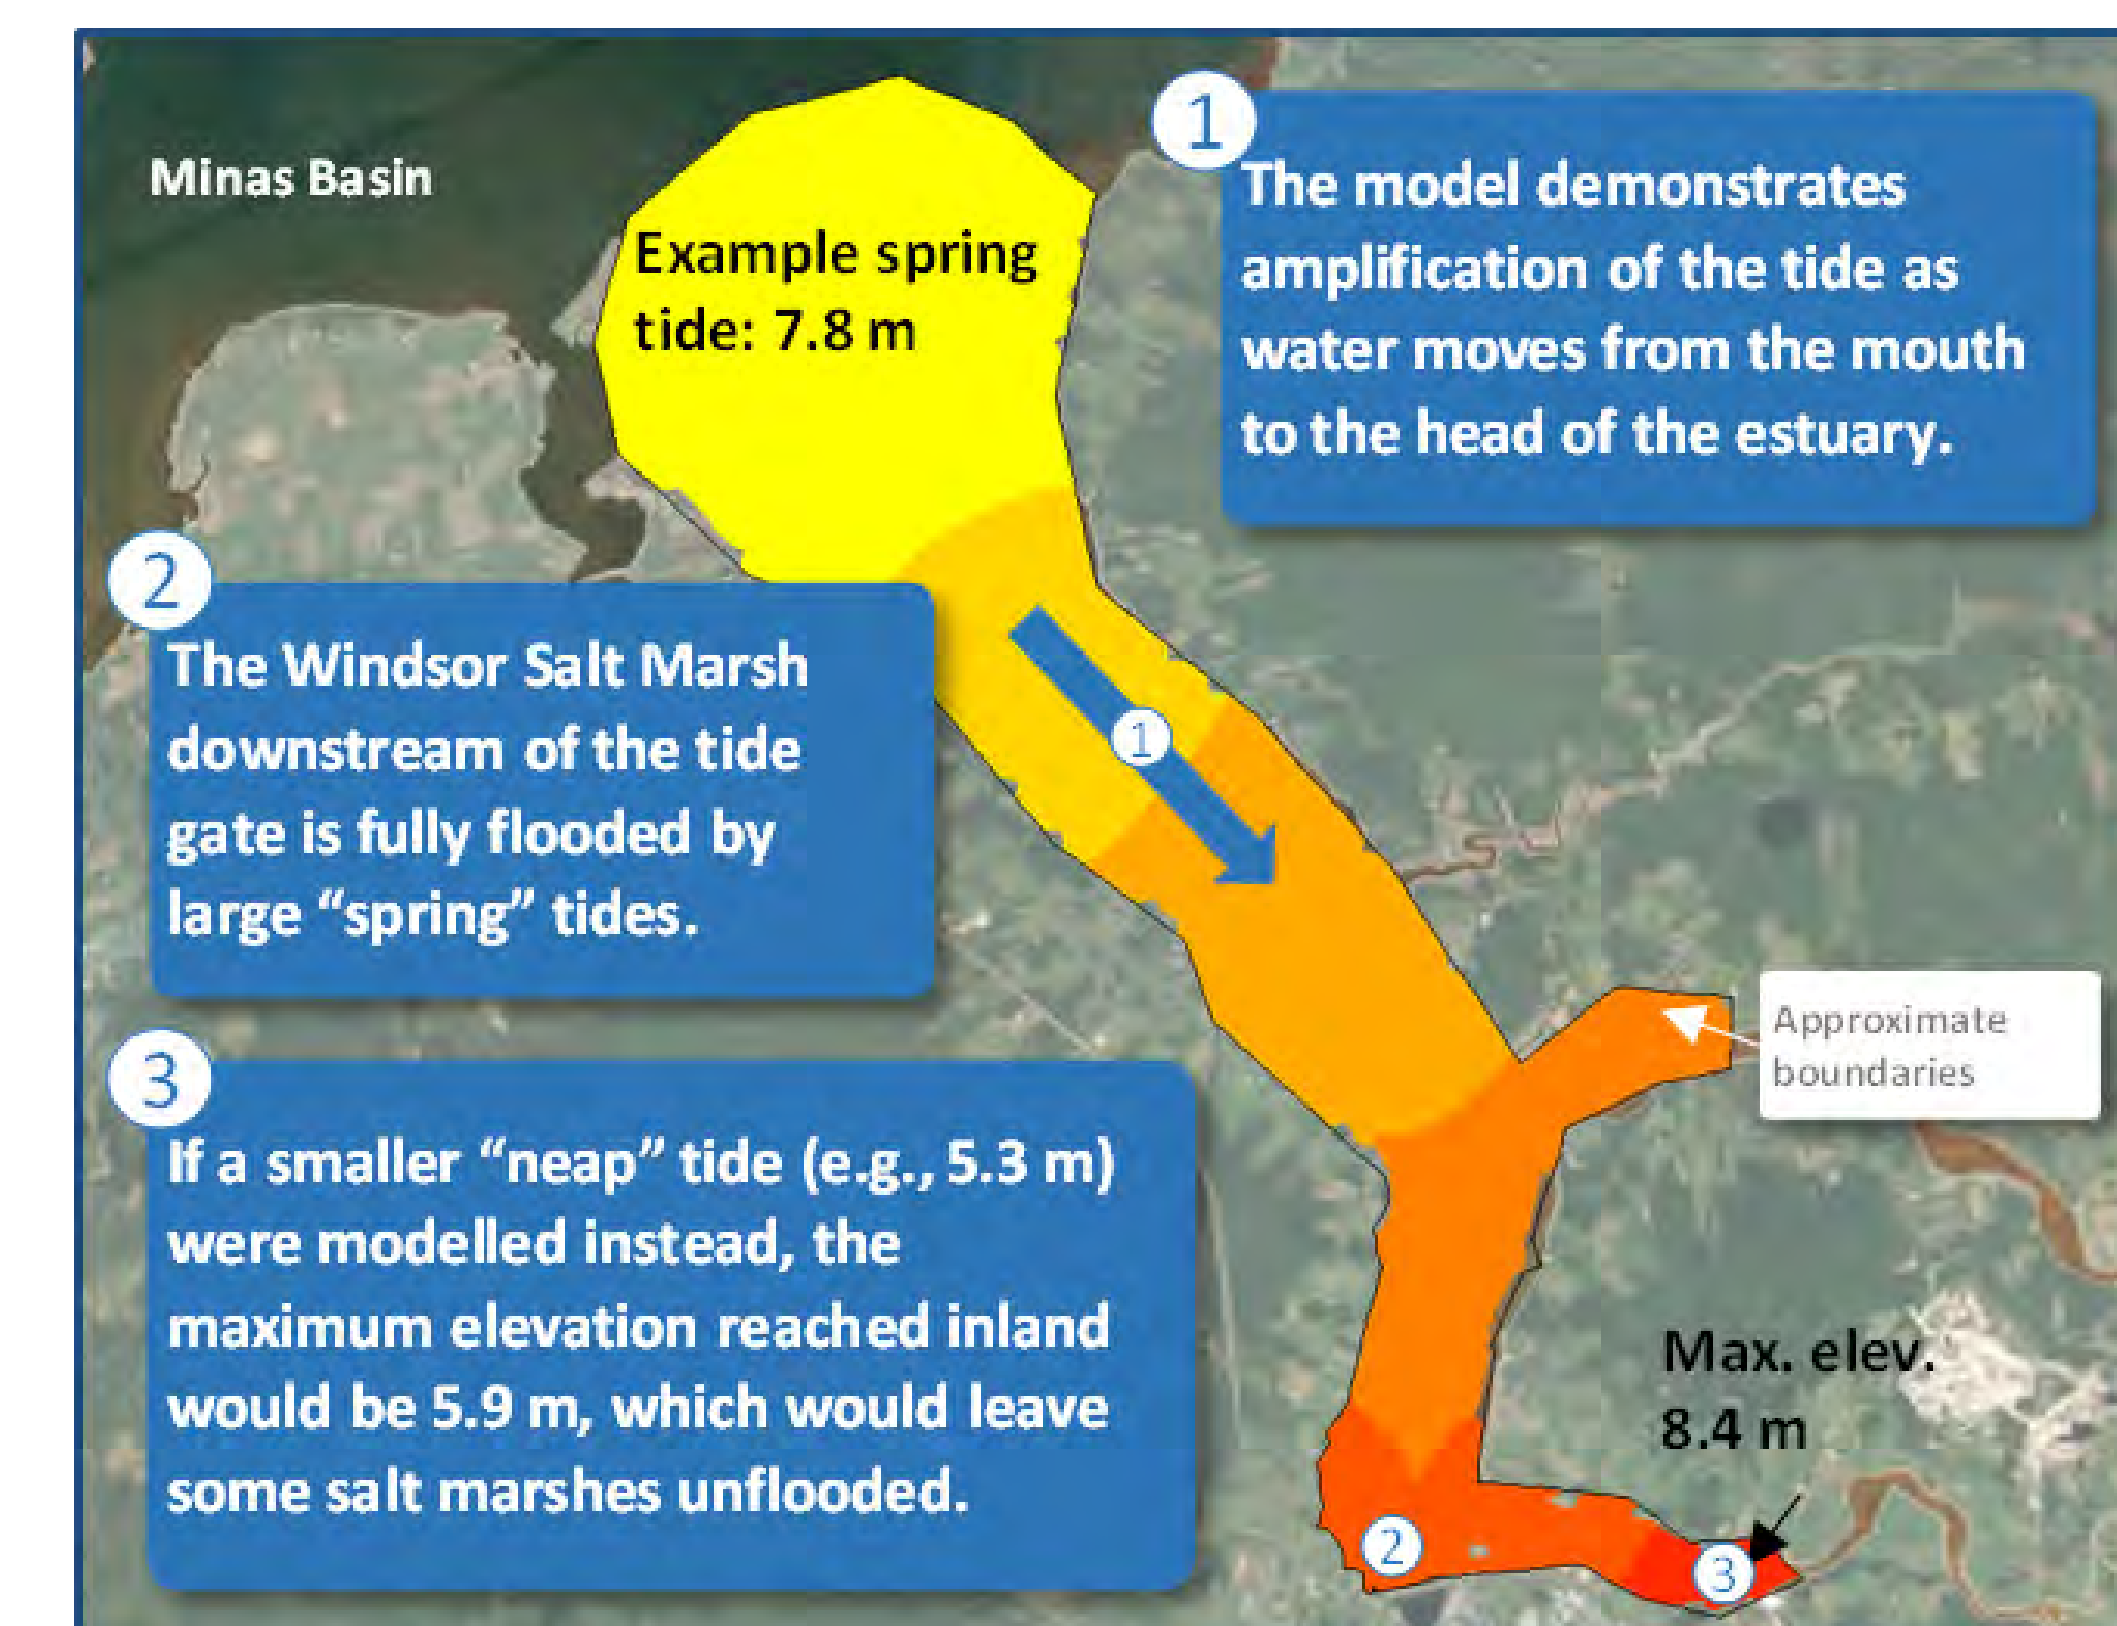 Minas Basin
Example spring
tide: 7.8 m
1
The model demonstrates
amplification of the tide as
water moves from the mouth
to the head of the estuary.
2
The Windsor Salt Marsh
downstream of the tide
gate is fully flooded by
large “spring” tides.
1
Approximate
boundaries
3
If a smaller “neap” tide (e.g., 5.3 m)
were modelled instead, the
maximum elevation reached inland
would be 5.9 m, which would leave
some salt marshes unflooded.
Max. elev.
8.4 m
2
3